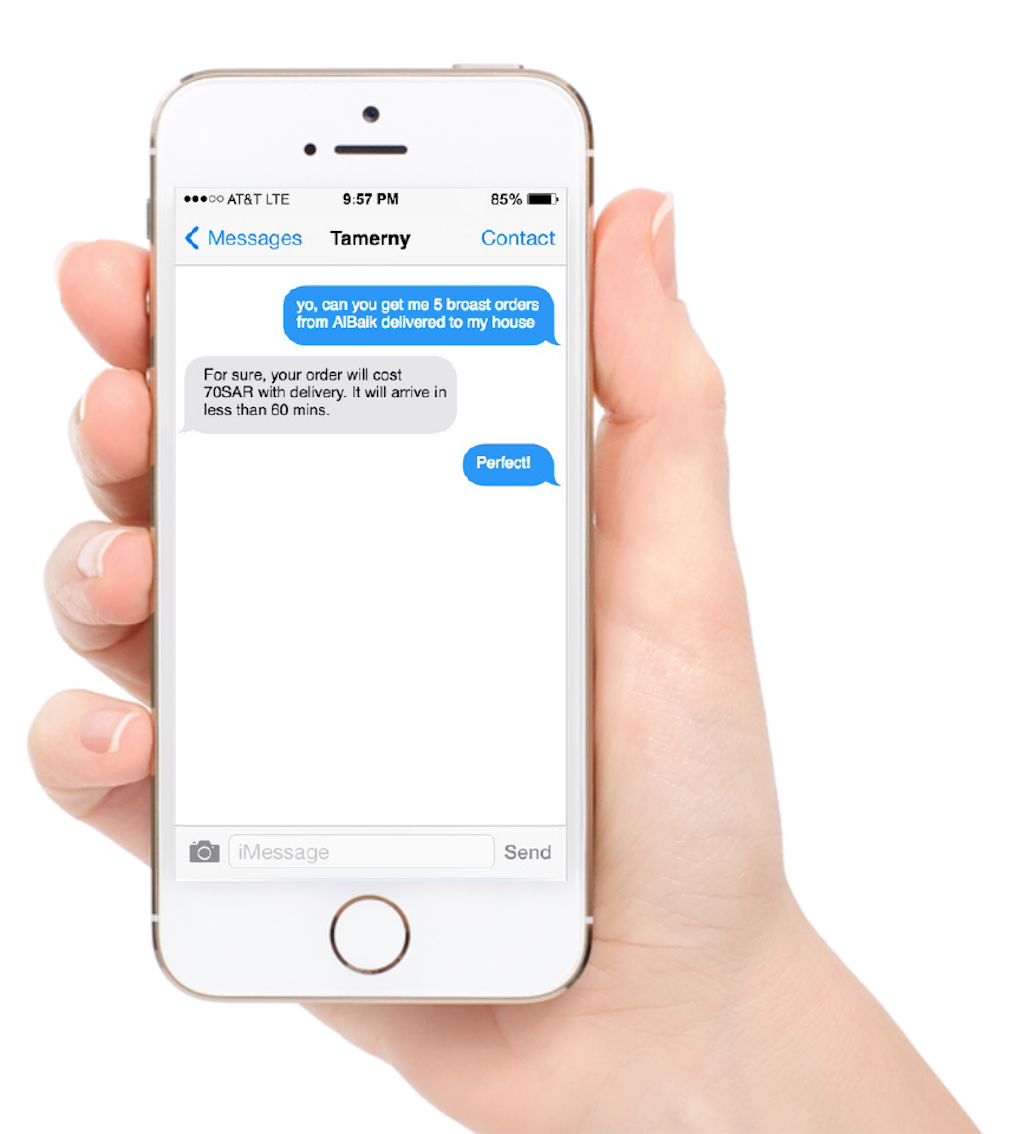 AT&T LTE 9:57 PM 85%
Messages Tamerny Contact
yo, can you get me 5 broast orders
from AlBaik delivered to my house
For sure, your order will cost
70SAR with delivery. It will arrive in
less than 60 mins.
Perfect!
iMessage Send